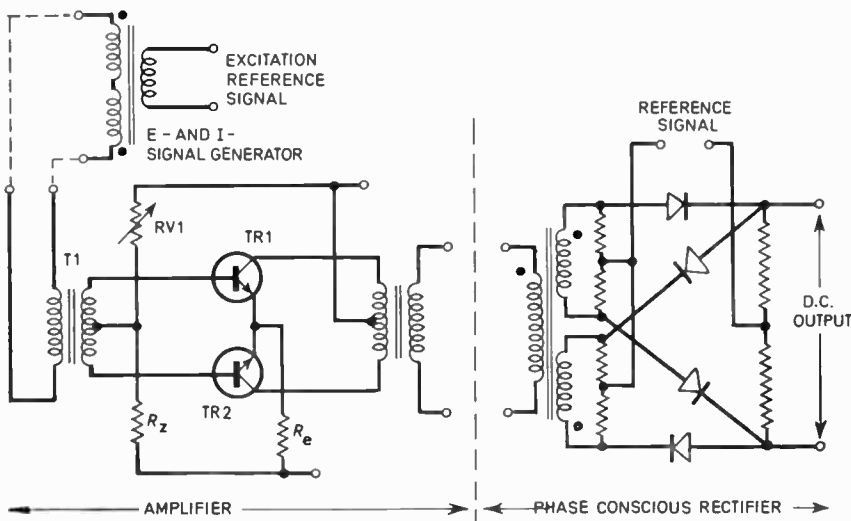 EXCITATION
REFERENCE
SIGNAL
E - AND I -
SIGNAL GENERATOR
REFERENCE
SIGNAL
RV1
TR1
T1
D.C.
OUTPUT
TR2
Rz
Re
AMPLIFIER
PHASE CONSCIOUS RECTIFIER